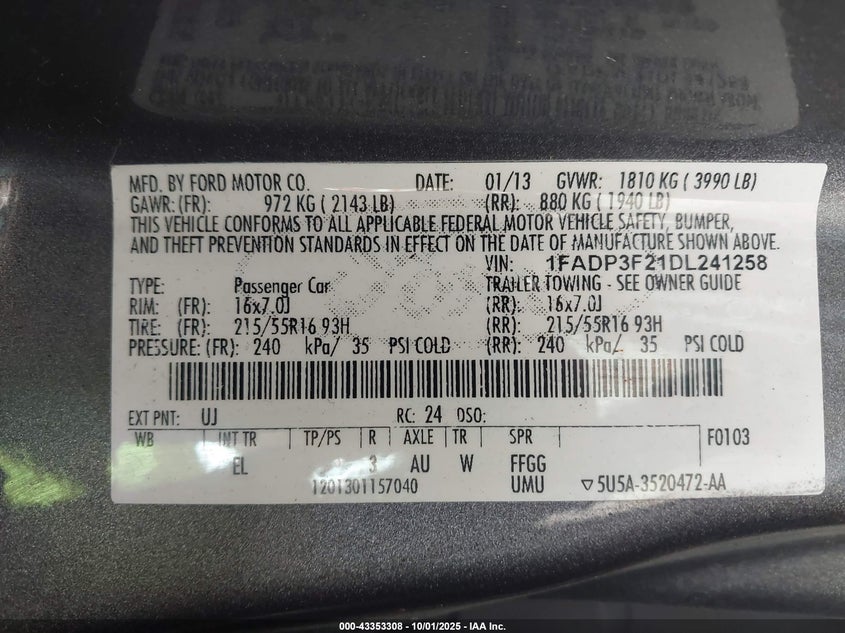 MFD. BY FORD MOTOR CO. DATE: 01/13 GVWR: 1810 KG ( 3990 LB)
GAWR: (FR): 972 KG ( 2143 LB) (RR): 880 KG ( 1940 LB)
THIS VEHICLE CONFORMS TO ALL APPLICABLE FEDERAL MOTOR VEHICLE SAFETY, BUMPER,
AND THEFT PREVENTION STANDARDS IN EFFECT ON THE DATE OF MANUFACTURE SHOWN ABOVE.
VIN: 1FADP3F21DL241258
TYPE: Passenger Car TRAILER TOWING - SEE OWNER GUIDE
RIM: (FR): 16x7.0J (RR): 16x7.0J
TIRE: (FR): 215/55R16 93H (RR): 215/55R16 93H
PRESSURE: (FR): 240 kPa/ 35 PSI COLD (RR): 240 kPa/ 35 PSI COLD
EXT PNT: UJ RC: 24 DSO:
WB INT TR TP/PS R AXLE TR SPR F0103
EL 3 AU W FFGG
1201301157040 UMU ▽5U5A-3520472-AA
000-43353308 - 10/01/2025 - IAA Inc.